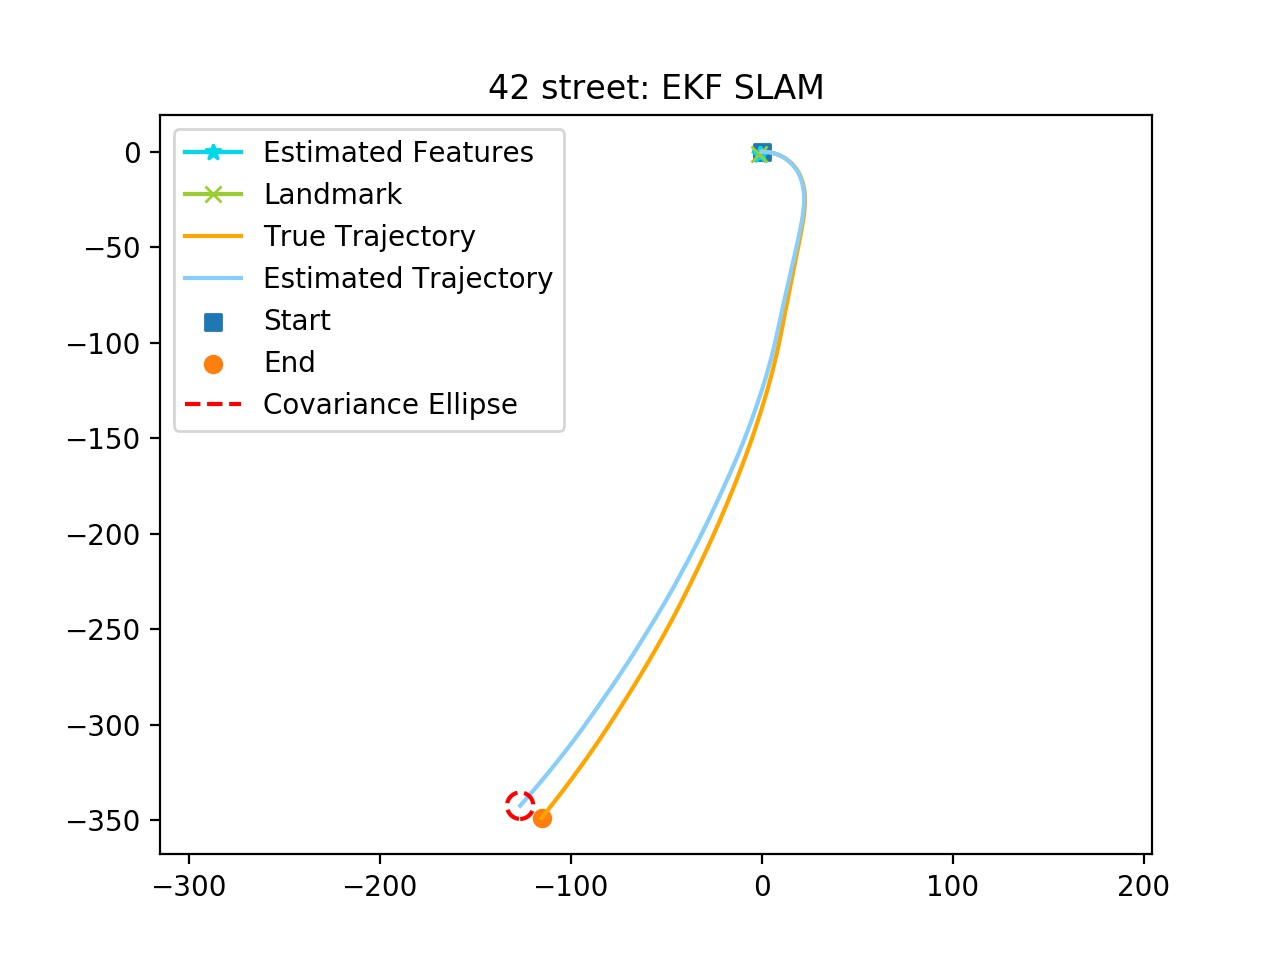 42 street: EKF SLAM
Estimated Features
Landmark
True Trajectory
Estimated Trajectory
Start
End
Covariance Ellipse
0
−50
−100
−150
−200
−250
−300
−350
−300 −200 −100 0 100 200